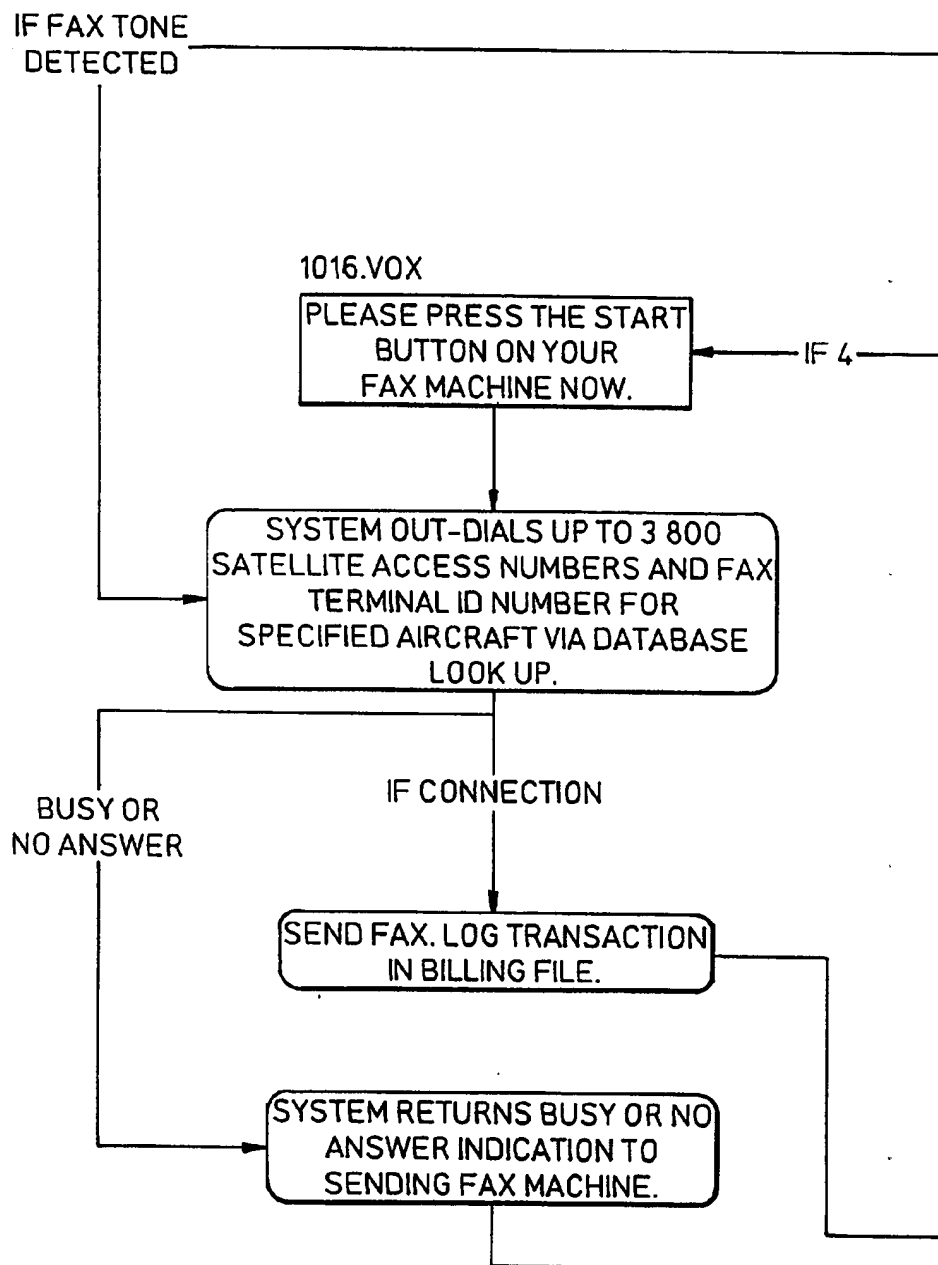 IF FAX TONE
DETECTED
1016.VOX
PLEASE PRESS THE START
BUTTON ON YOUR
FAX MACHINE NOW.
IF 4
SYSTEM OUT-DIALS UP TO 3 800
SATELLITE ACCESS NUMBERS AND FAX
TERMINAL ID NUMBER FOR
SPECIFIED AIRCRAFT VIA DATABASE
LOOK UP.
BUSY OR
NO ANSWER
IF CONNECTION
SEND FAX. LOG TRANSACTION
IN BILLING FILE.
SYSTEM RETURNS BUSY OR NO
ANSWER INDICATION TO
SENDING FAX MACHINE.